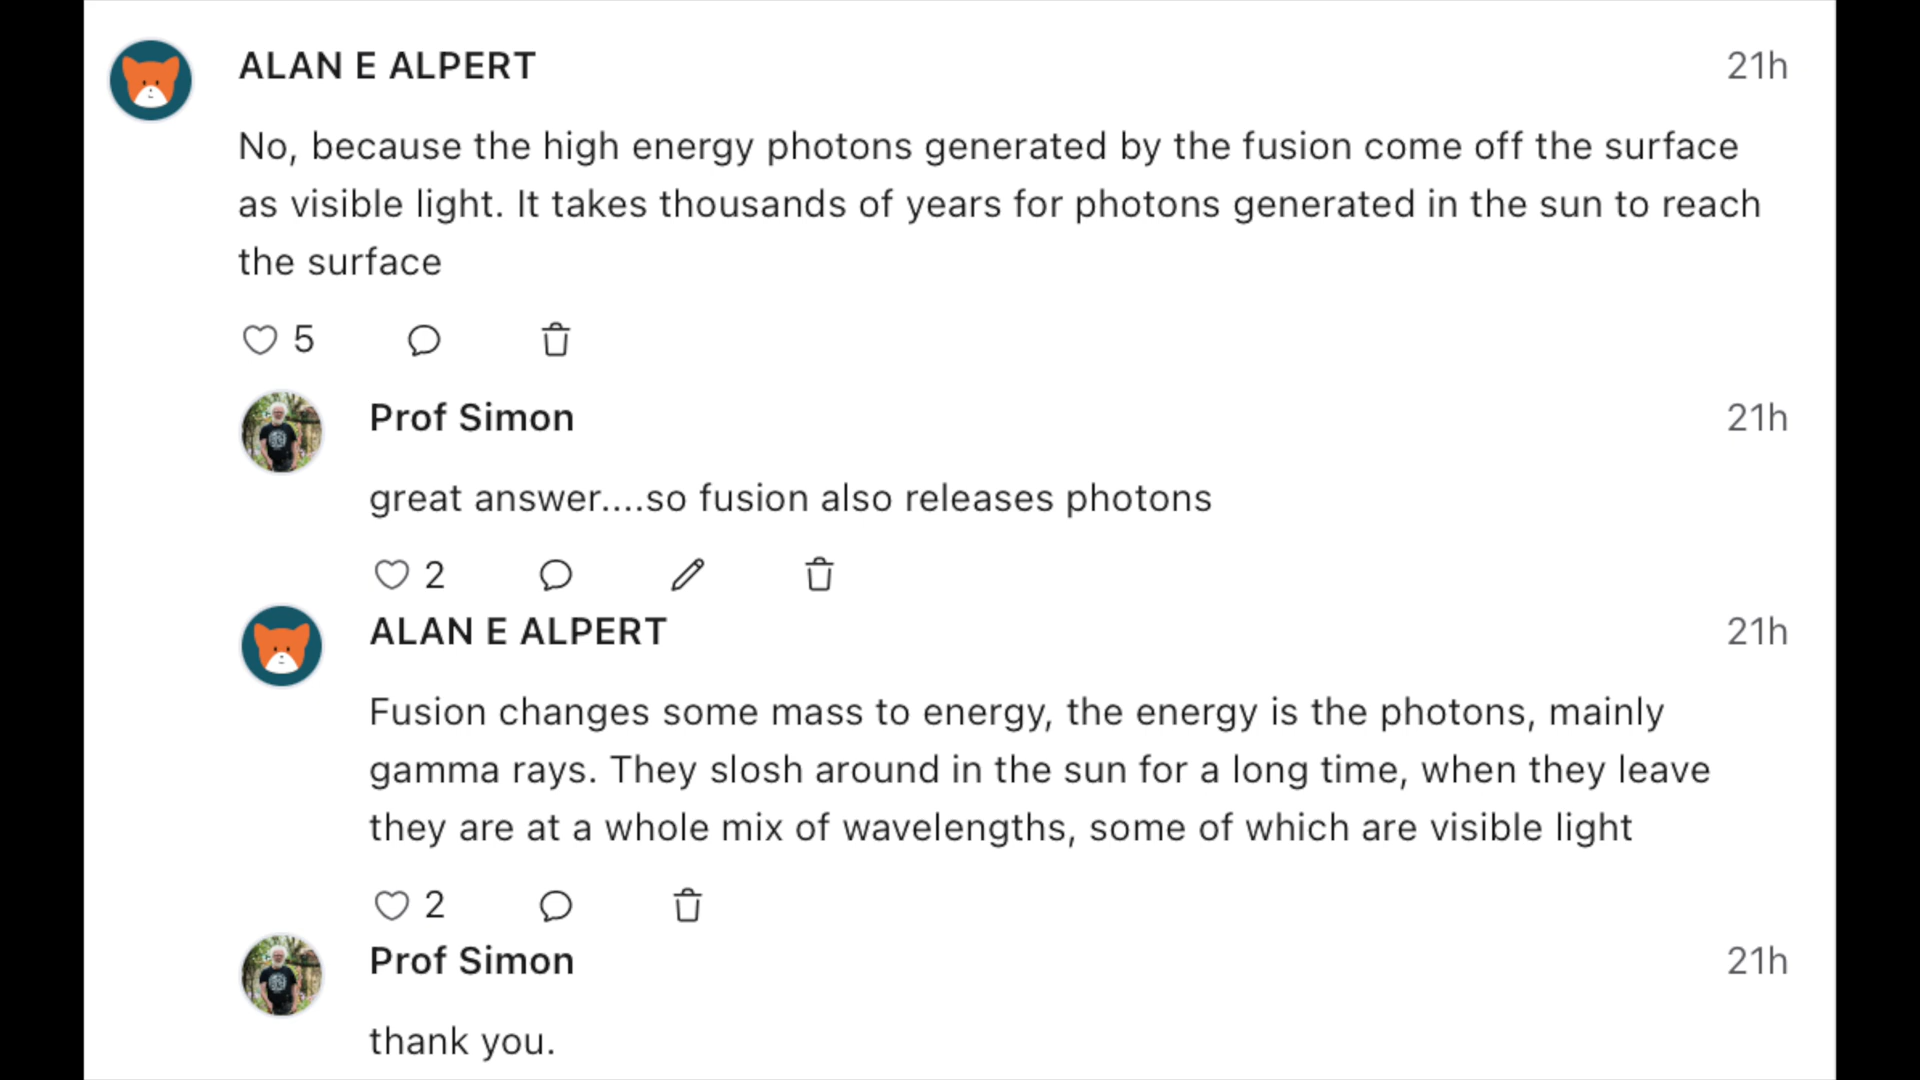 ALAN E ALPERT 21h
No, because the high energy photons generated by the fusion come off the surface
as visible light. It takes thousands of years for photons generated in the sun to reach
the surface
5
Prof Simon 21h
great answer....so fusion also releases photons
2
ALAN E ALPERT 21h
Fusion changes some mass to energy, the energy is the photons, mainly
gamma rays. They slosh around in the sun for a long time, when they leave
they are at a whole mix of wavelengths, some of which are visible light
2
Prof Simon 21h
thank you.